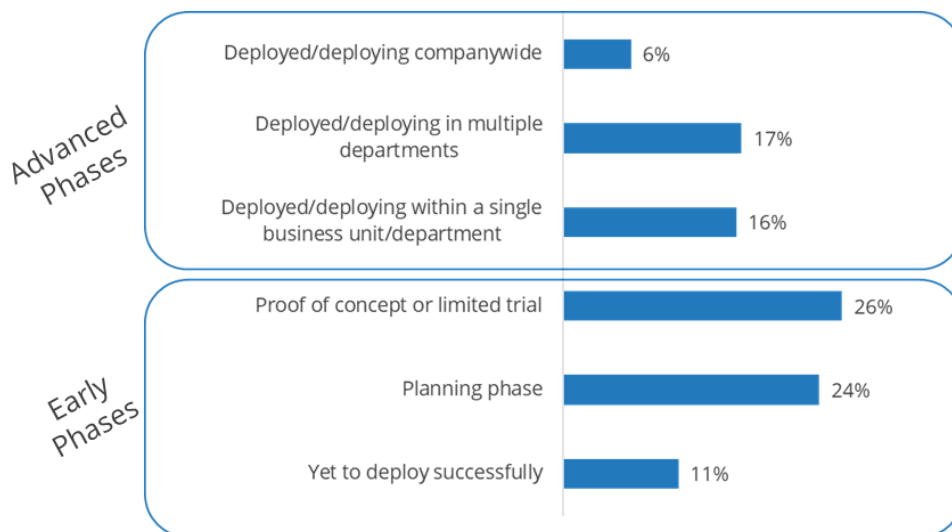 Advanced
Phases
Deployed/deploying companywide
6%
Deployed/deploying in multiple
departments
17%
Deployed/deploying within a single
business unit/department
16%
Early
Phases
Proof of concept or limited trial
26%
Planning phase
24%
Yet to deploy successfully
11%